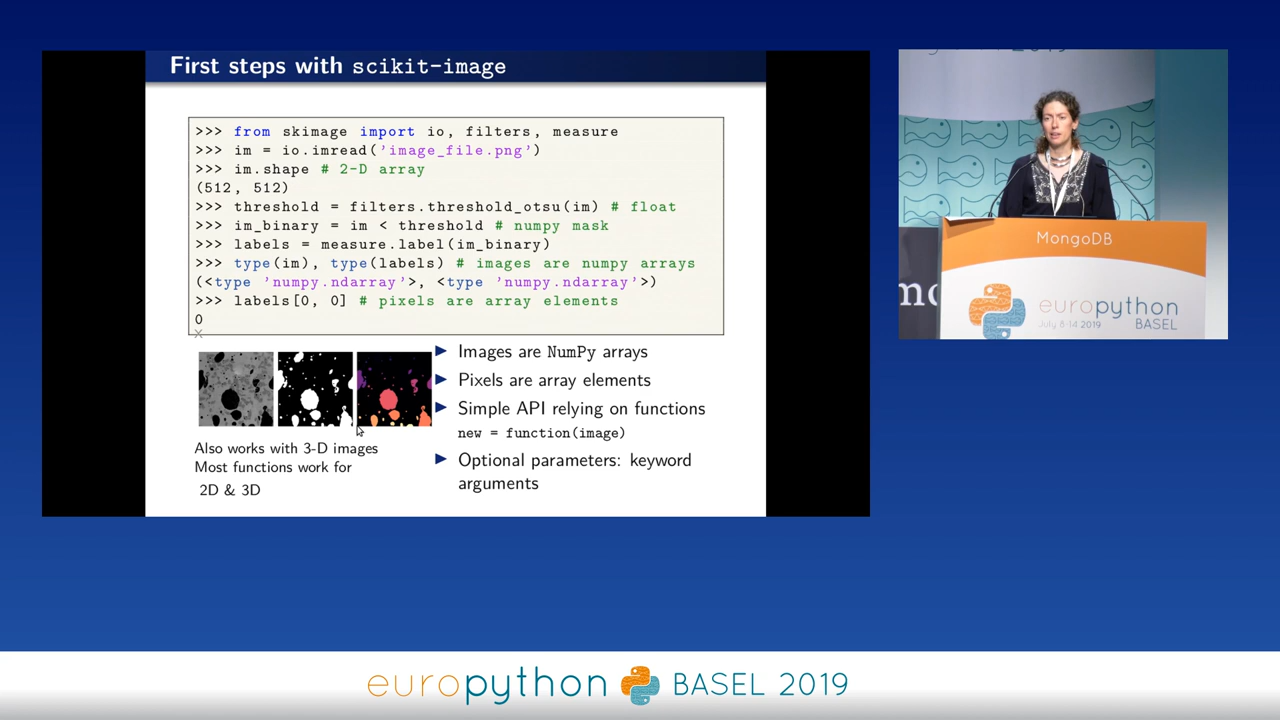 First steps with scikit-image
>>> from skimage import io, filters, measure
>>> im = io.imread('image_file.png')
>>> im.shape # 2-D array
(512, 512)
>>> threshold = filters.threshold_otsu(im) # float
>>> im_binary = im < threshold # numpy mask
>>> labels = measure.label(im_binary)
>>> type(im), type(labels) # images are numpy arrays
(<type 'numpy.ndarray'>, <type 'numpy.ndarray'>)
>>> labels[0, 0] # pixels are array elements
0
Also works with 3-D images
Most functions work for
2D & 3D
Images are NumPy arrays
Pixels are array elements
Simple API relying on functions
new = function(image)
Optional parameters: keyword
arguments
MongoDB
europython
July 8-14 2019
BASEL
europython BASEL 2019